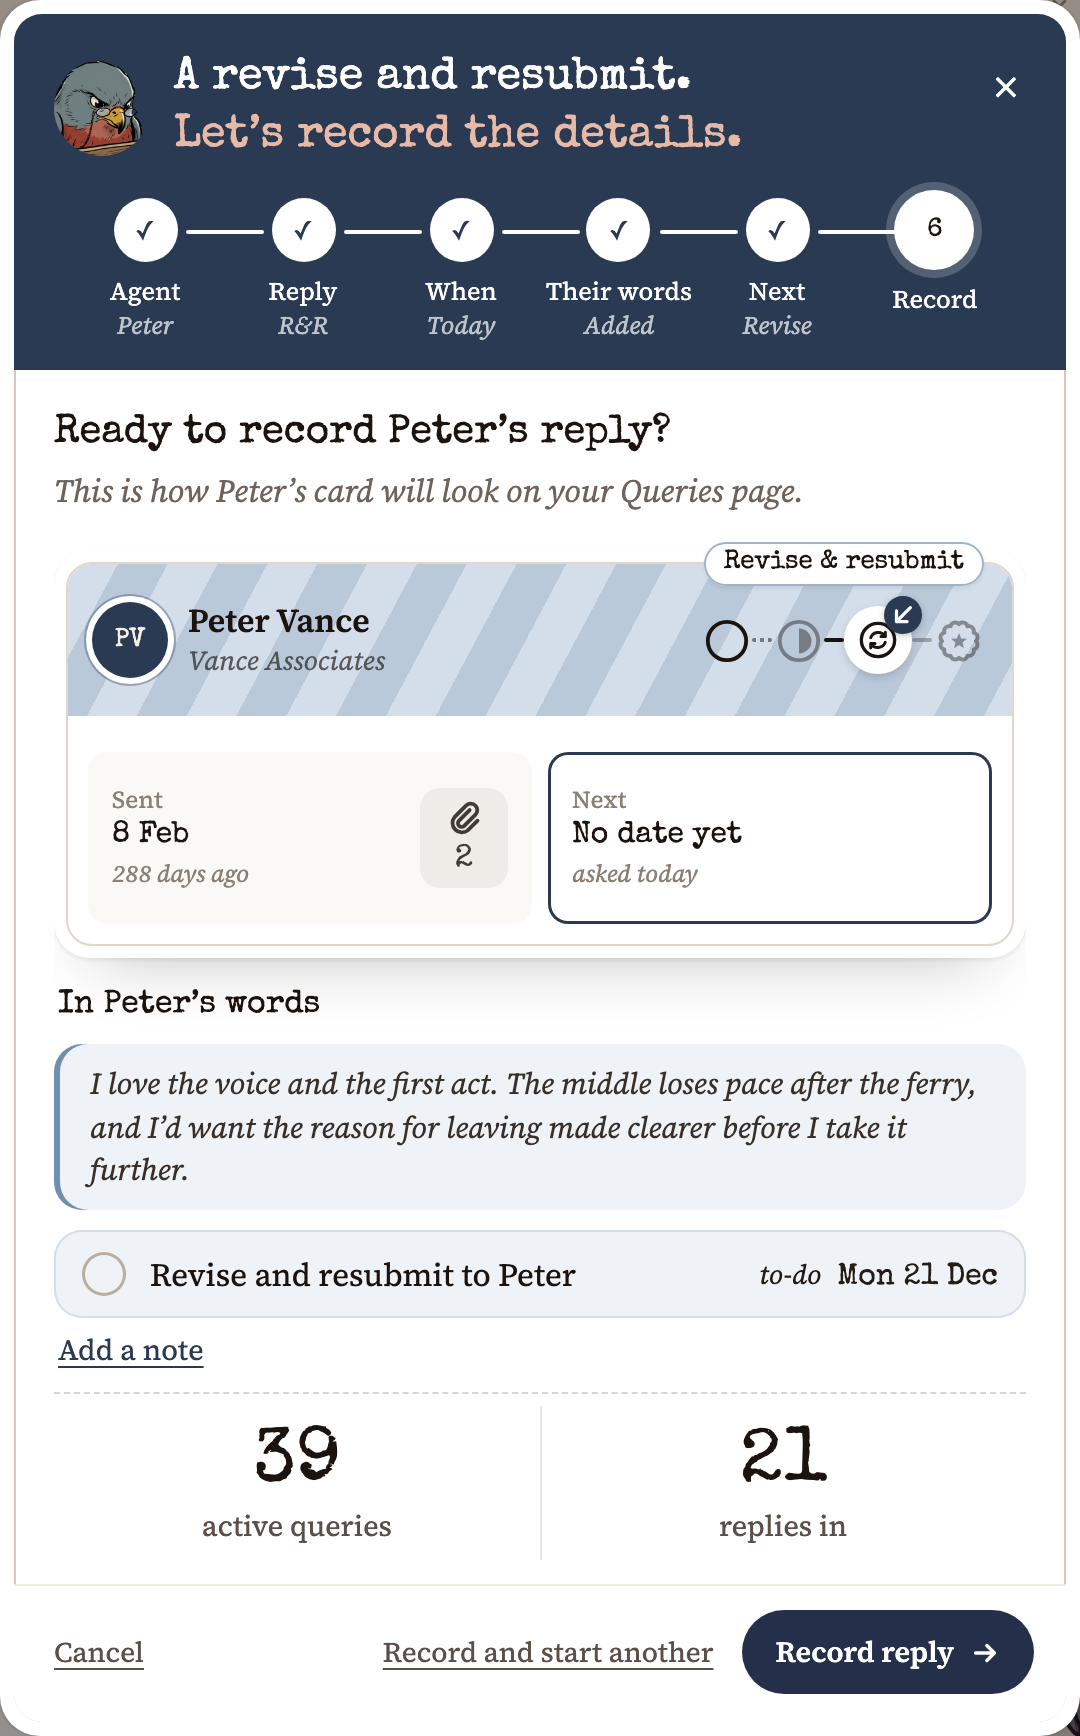 A revise and resubmit.
Let’s record the details.
6
Agent
Reply
When
Their words
Next
Record
Peter
R&R
Today
Added
Revise
Ready to record Peter’s reply?
This is how Peter’s card will look on your Queries page.
Revise & resubmit
PV
Peter Vance
Vance Associates
Sent
8 Feb
288 days ago
2
Next
No date yet
asked today
In Peter’s words
I love the voice and the first act. The middle loses pace after the ferry,
and I’d want the reason for leaving made clearer before I take it
further.
Revise and resubmit to Peter
to-do Mon 21 Dec
Add a note
39
active queries
21
replies in
Cancel
Record and start another
Record reply →